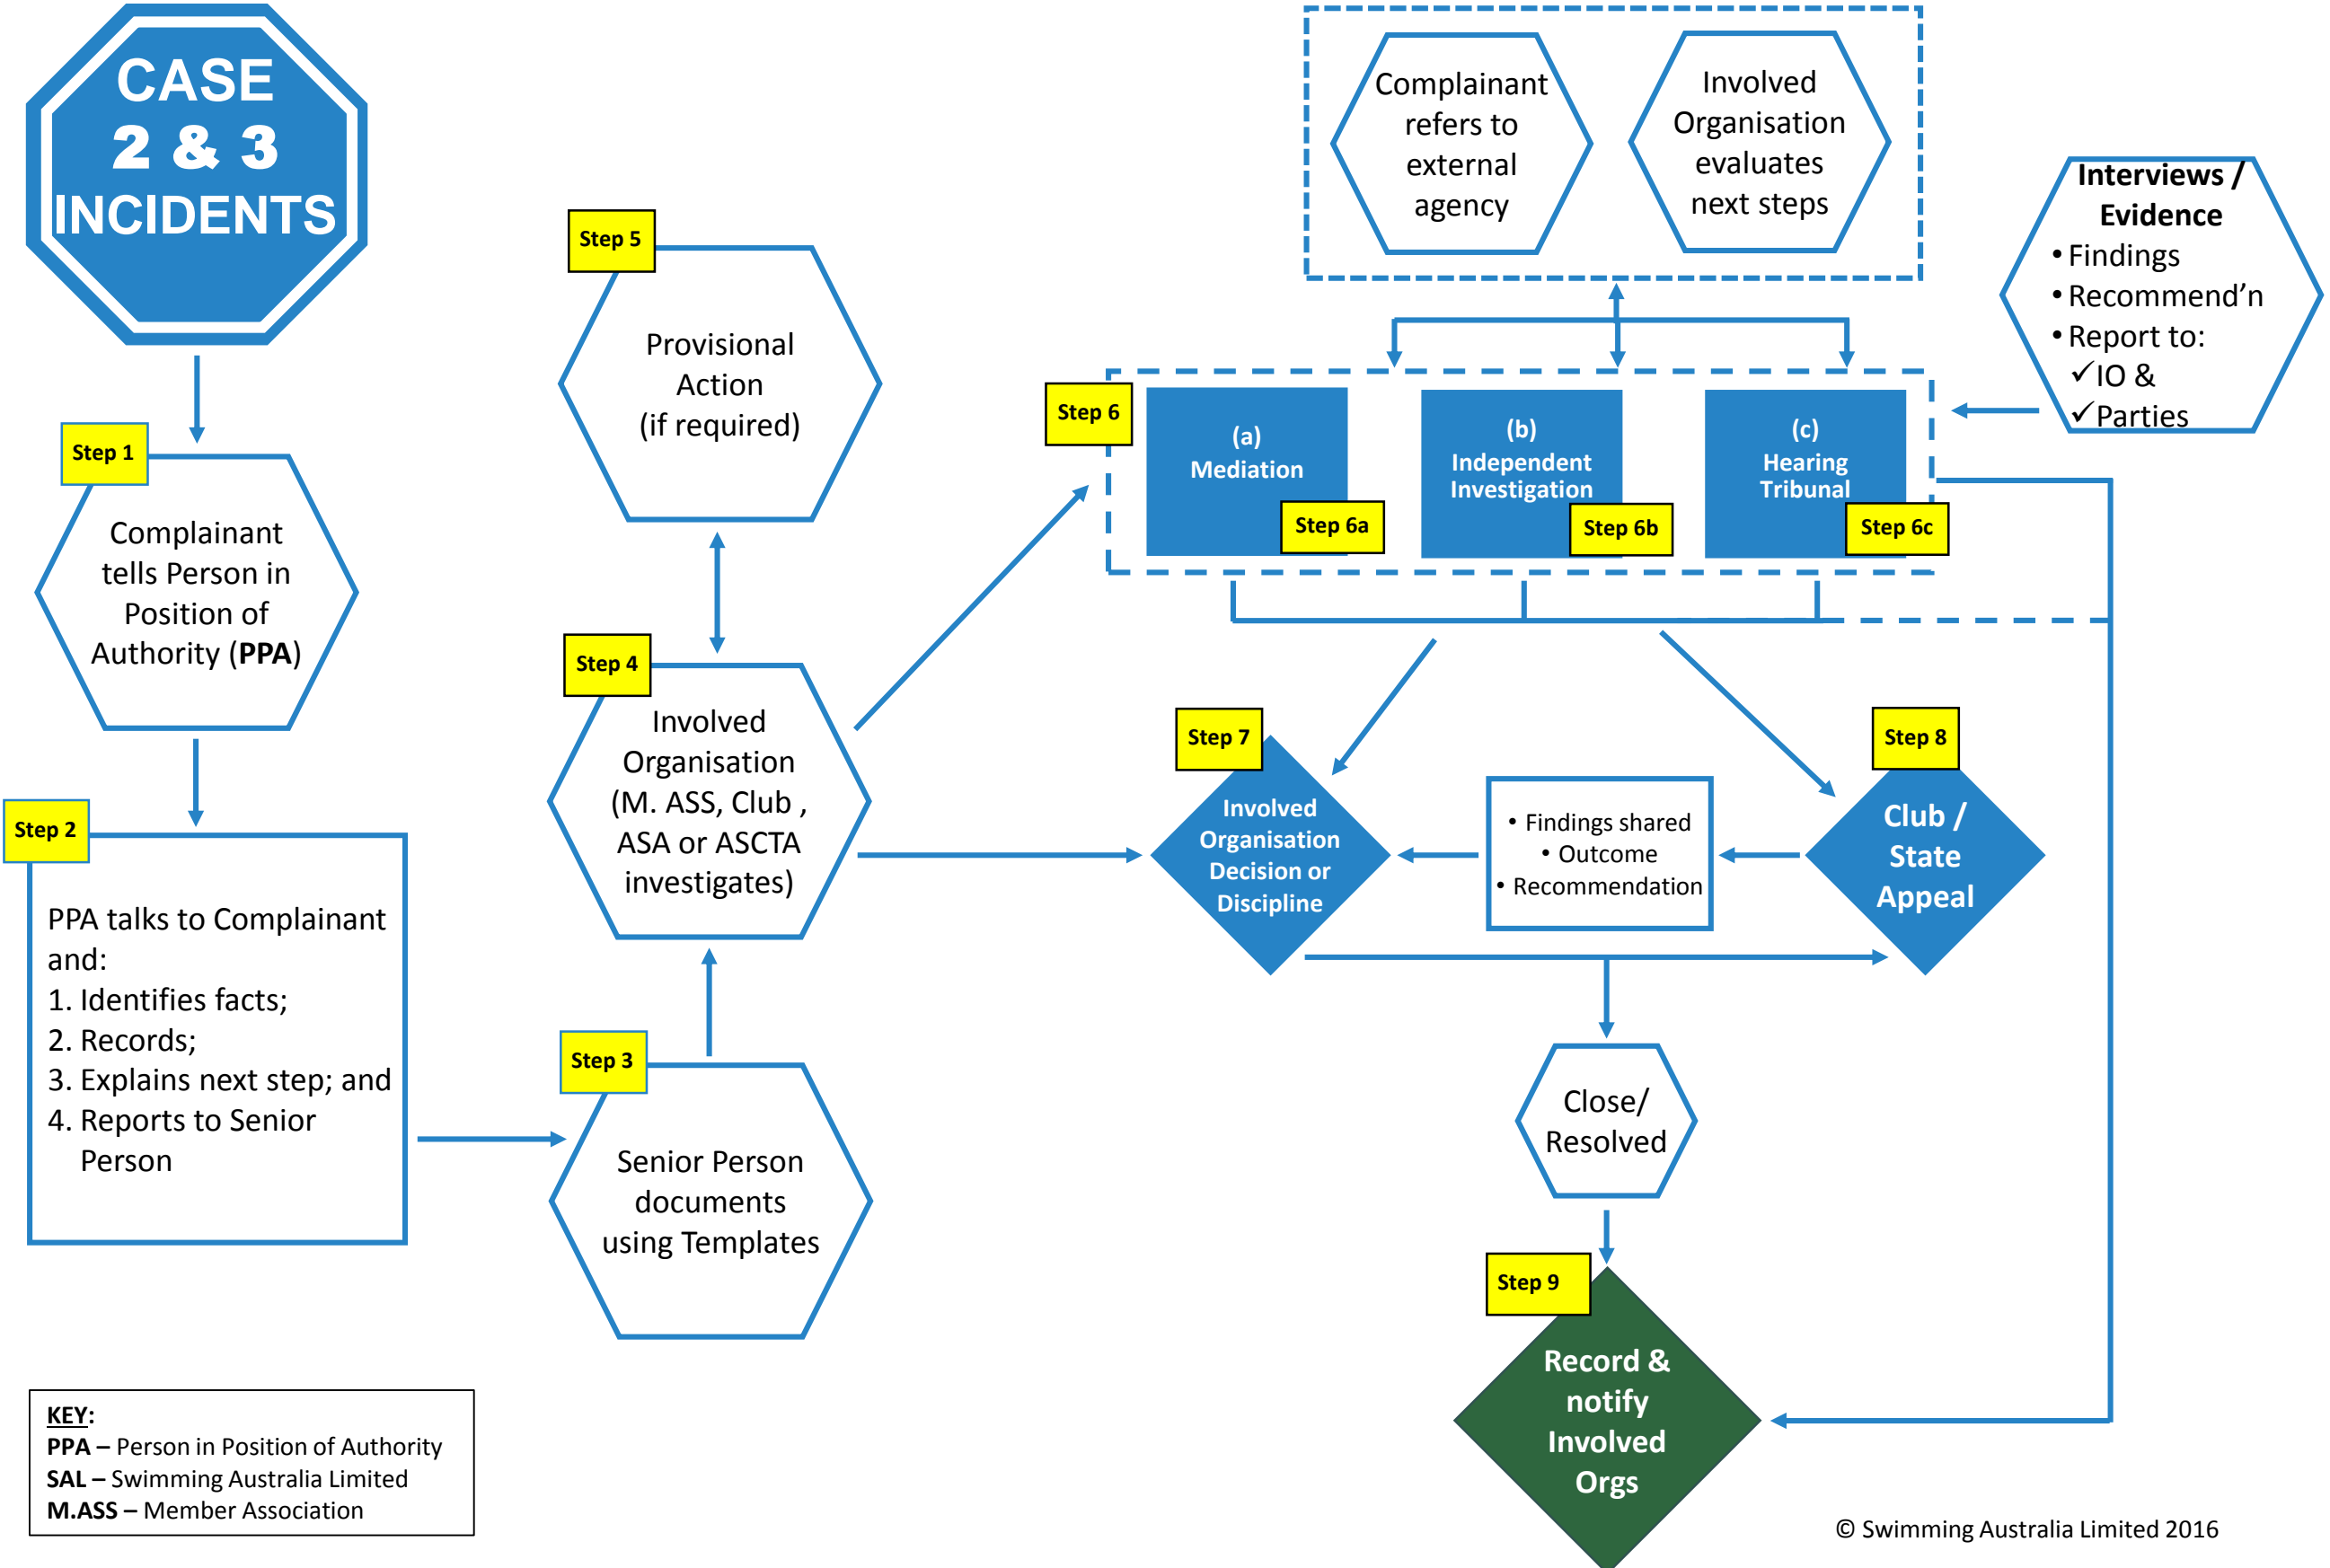 CASE
2 & 3
INCIDENTS
Step 1
Complainant
tells Person in
Position of
Authority (PPA)
Step 2
PPA talks to Complainant
and:
1. Identifies facts;
2. Records;
3. Explains next step; and
4. Reports to Senior
Person
Step 3
Senior Person
documents
using Templates
Step 4
Involved
Organisation
(M. ASS, Club ,
ASA or ASCTA
investigates)
Step 5
Provisional
Action
(if required)
Complainant
refers to
external
agency
Involved
Organisation
evaluates
next steps
Interviews /
Evidence
• Findings
• Recommend’n
• Report to:
✓IO &
✓Parties
Step 6
(a)
Mediation
Step 6a
(b)
Independent
Investigation
Step 6b
(c)
Hearing
Tribunal
Step 6c
Step 7
Involved
Organisation
Decision or
Discipline
• Findings shared
• Outcome
• Recommendation
Step 8
Club /
State
Appeal
Close/
Resolved
Step 9
Record &
notify
Involved
Orgs
KEY:
PPA – Person in Position of Authority
SAL – Swimming Australia Limited
M.ASS – Member Association
© Swimming Australia Limited 2016